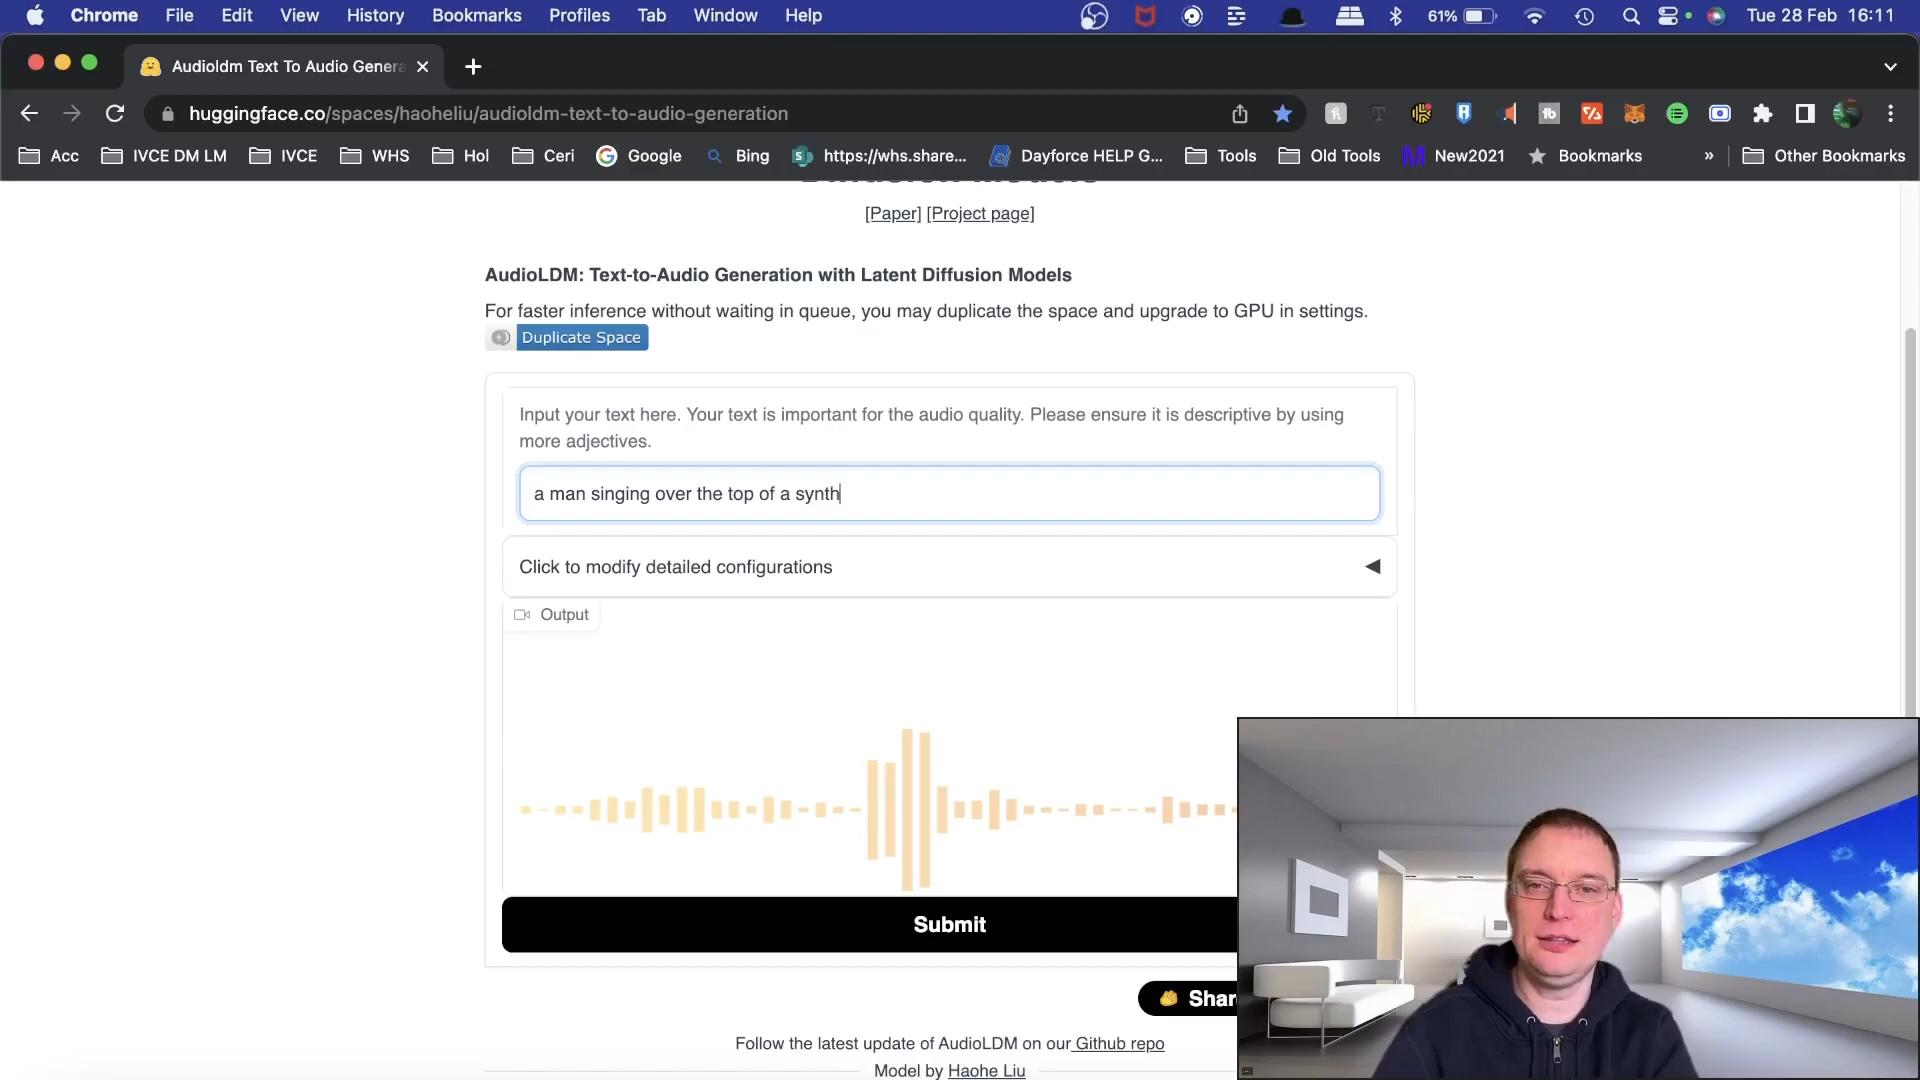 Chrome File Edit View History Bookmarks Profiles Tab Window Help 61% Tue 28 Feb 16:11
Audioldm Text To Audio Genera
huggingface.co/spaces/haoheliu/audioldm-text-to-audio-generation
Acc IVCE DM LM IVCE WHS Hol Ceri Google Bing https://whs.share... Dayforce HELP G... Tools Old Tools New2021 Bookmarks » Other Bookmarks
[Paper] [Project page]
AudioLDM: Text-to-Audio Generation with Latent Diffusion Models
For faster inference without waiting in queue, you may duplicate the space and upgrade to GPU in settings.
Duplicate Space
Input your text here. Your text is important for the audio quality. Please ensure it is descriptive by using
more adjectives.
a man singing over the top of a synth
Click to modify detailed configurations
Output
Submit
Shar
Follow the latest update of AudioLDM on our Github repo
Model by Haohe Liu